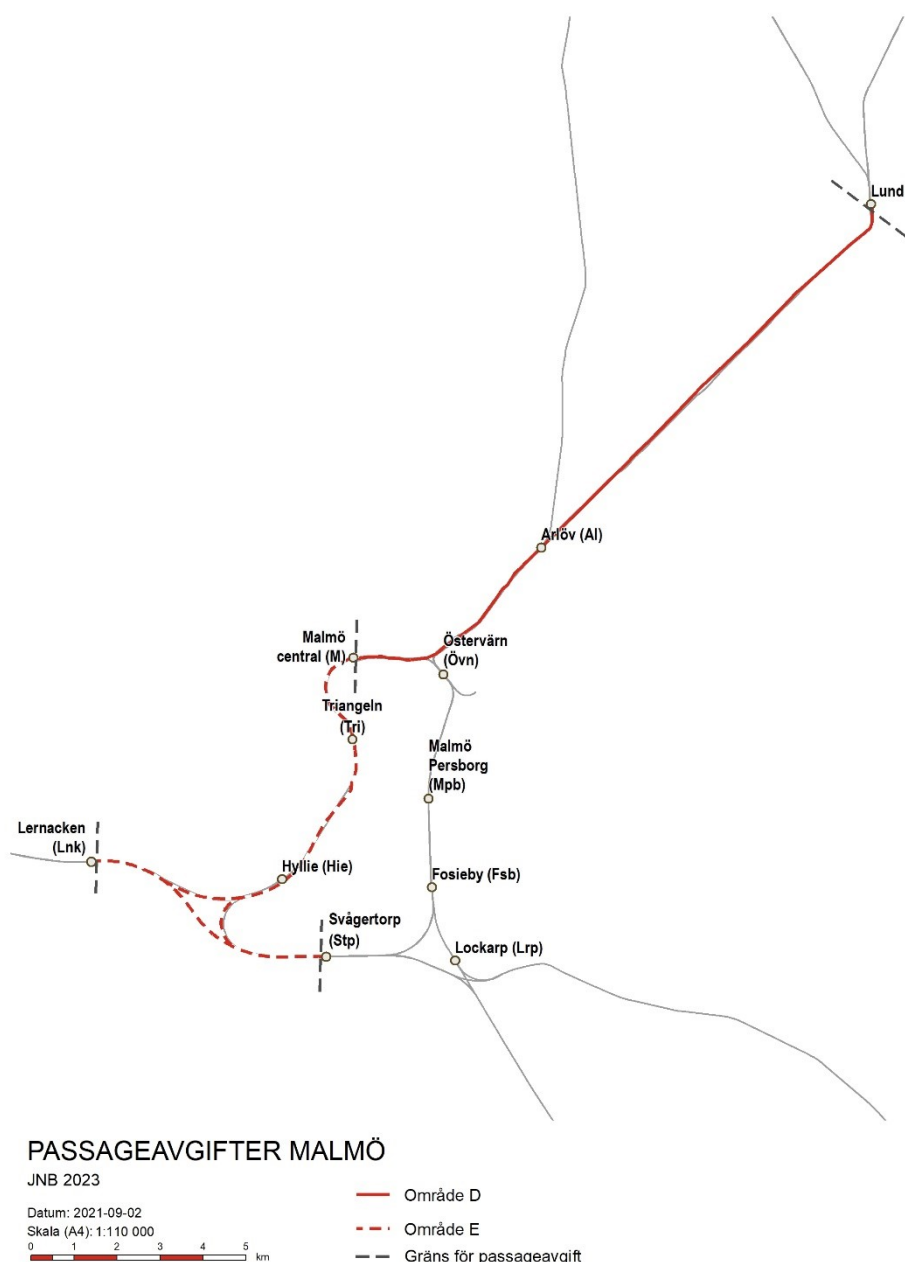 Lund
Arlöv (Al)
Malmö
central (M)
Östervärn
(Övn)
Triangeln
(Tri)
Malmö
Persborg
(Mpb)
Lernacken
(Lnk)
Hyllie (Hie)
Fosieby (Fsb)
Svågertorp
(Stp)
Lockarp (Lrp)
PASSAGEAVGIFTER MALMÖ
JNB 2023
Datum: 2021-09-02
Skala (A4): 1:110 000
0 1 2 3 4 5
km
Område D
Område E
Gräns för passageavgift